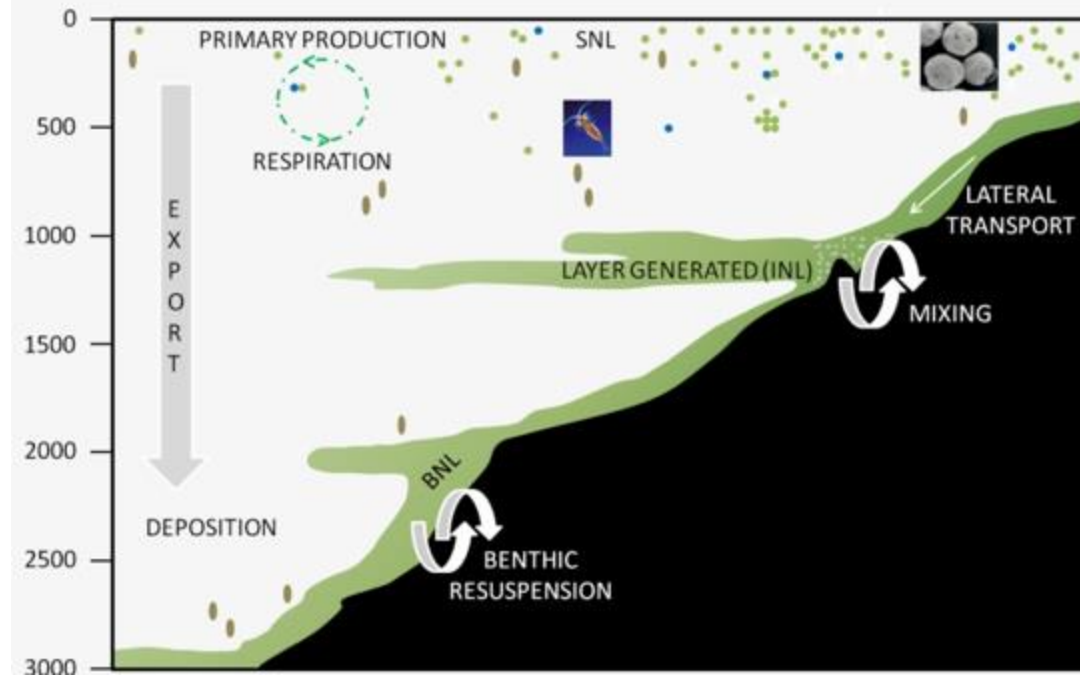 0
PRIMARY PRODUCTION
SNL
500
RESPIRATION
EXPORT
LATERAL
TRANSPORT
1000
LAYER GENERATED (INL)
MIXING
1500
2000
BNL
DEPOSITION
2500
BENTHIC
RESUSPENSION
3000